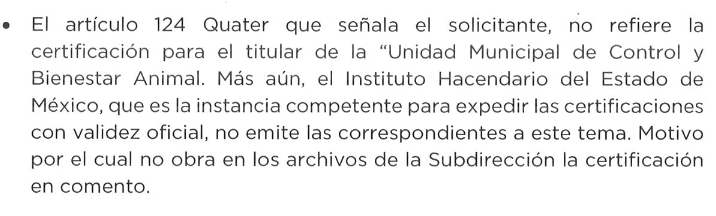 • El artículo 124 Quater que señala el solicitante, no refiere la
certificación para el titular de la “Unidad Municipal de Control y
Bienestar Animal. Más aún, el Instituto Hacendario del Estado de
México, que es la instancia competente para expedir las certificaciones
con validez oficial, no emite las correspondientes a este tema. Motivo
por el cual no obra en los archivos de la Subdirección la certificación
en comento.